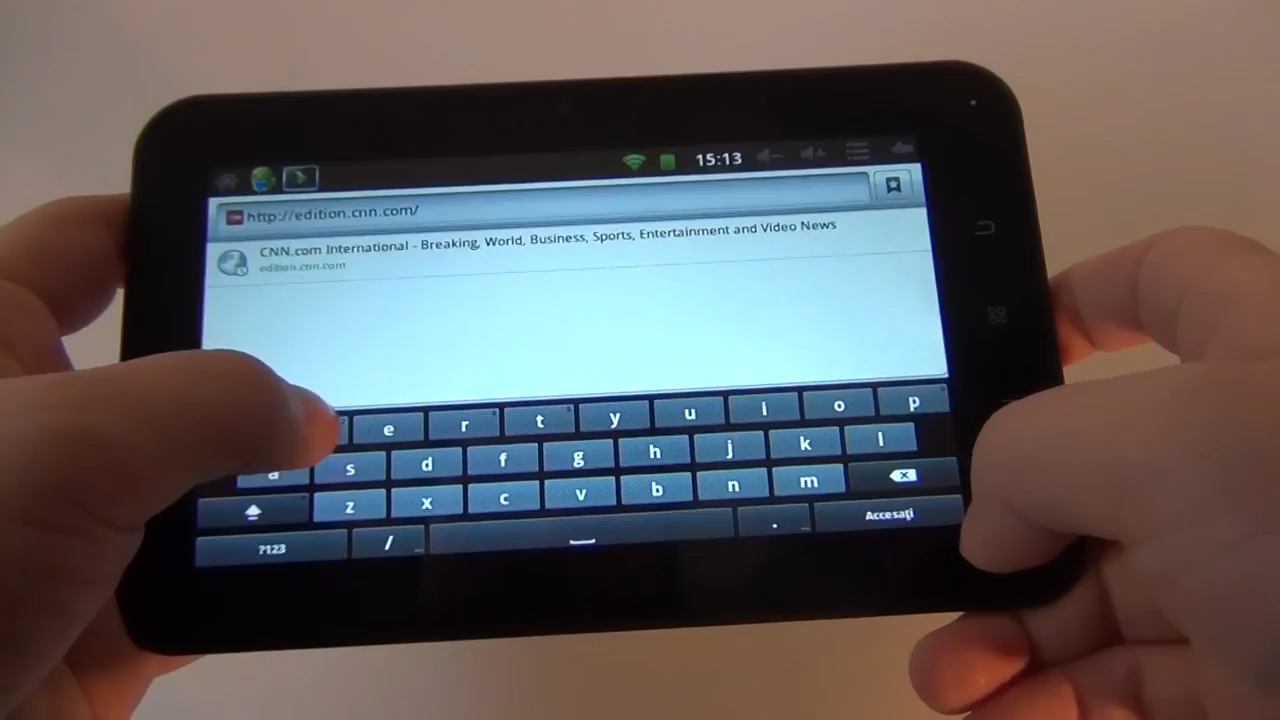 15:13
http://edition.cnn.com/
CNN.com International - Breaking, World, Business, Sports, Entertainment and Video News
edition.cnn.com
e r t y u i o p
a s d f g h j k l
z x c v b n m
?123 / . Accesați